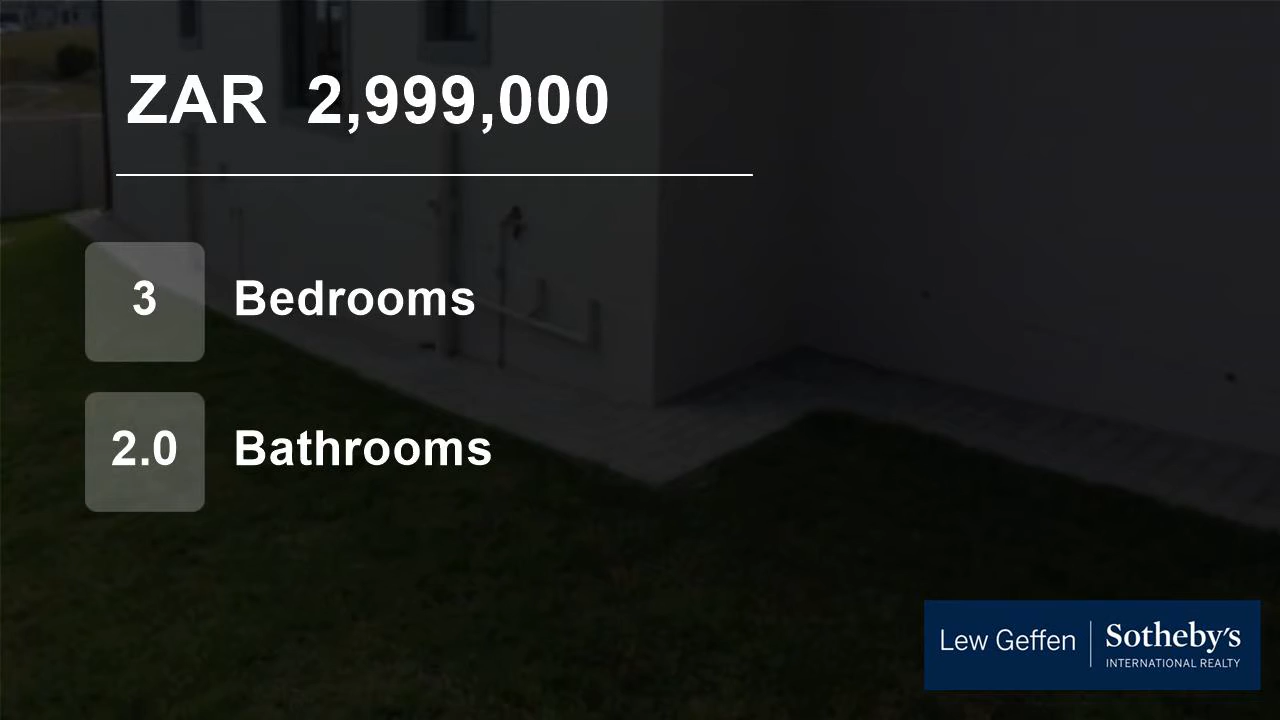 ZAR 2,999,000
3 Bedrooms
2.0 Bathrooms
Lew Geffen Sotheby's
INTERNATIONAL REALTY